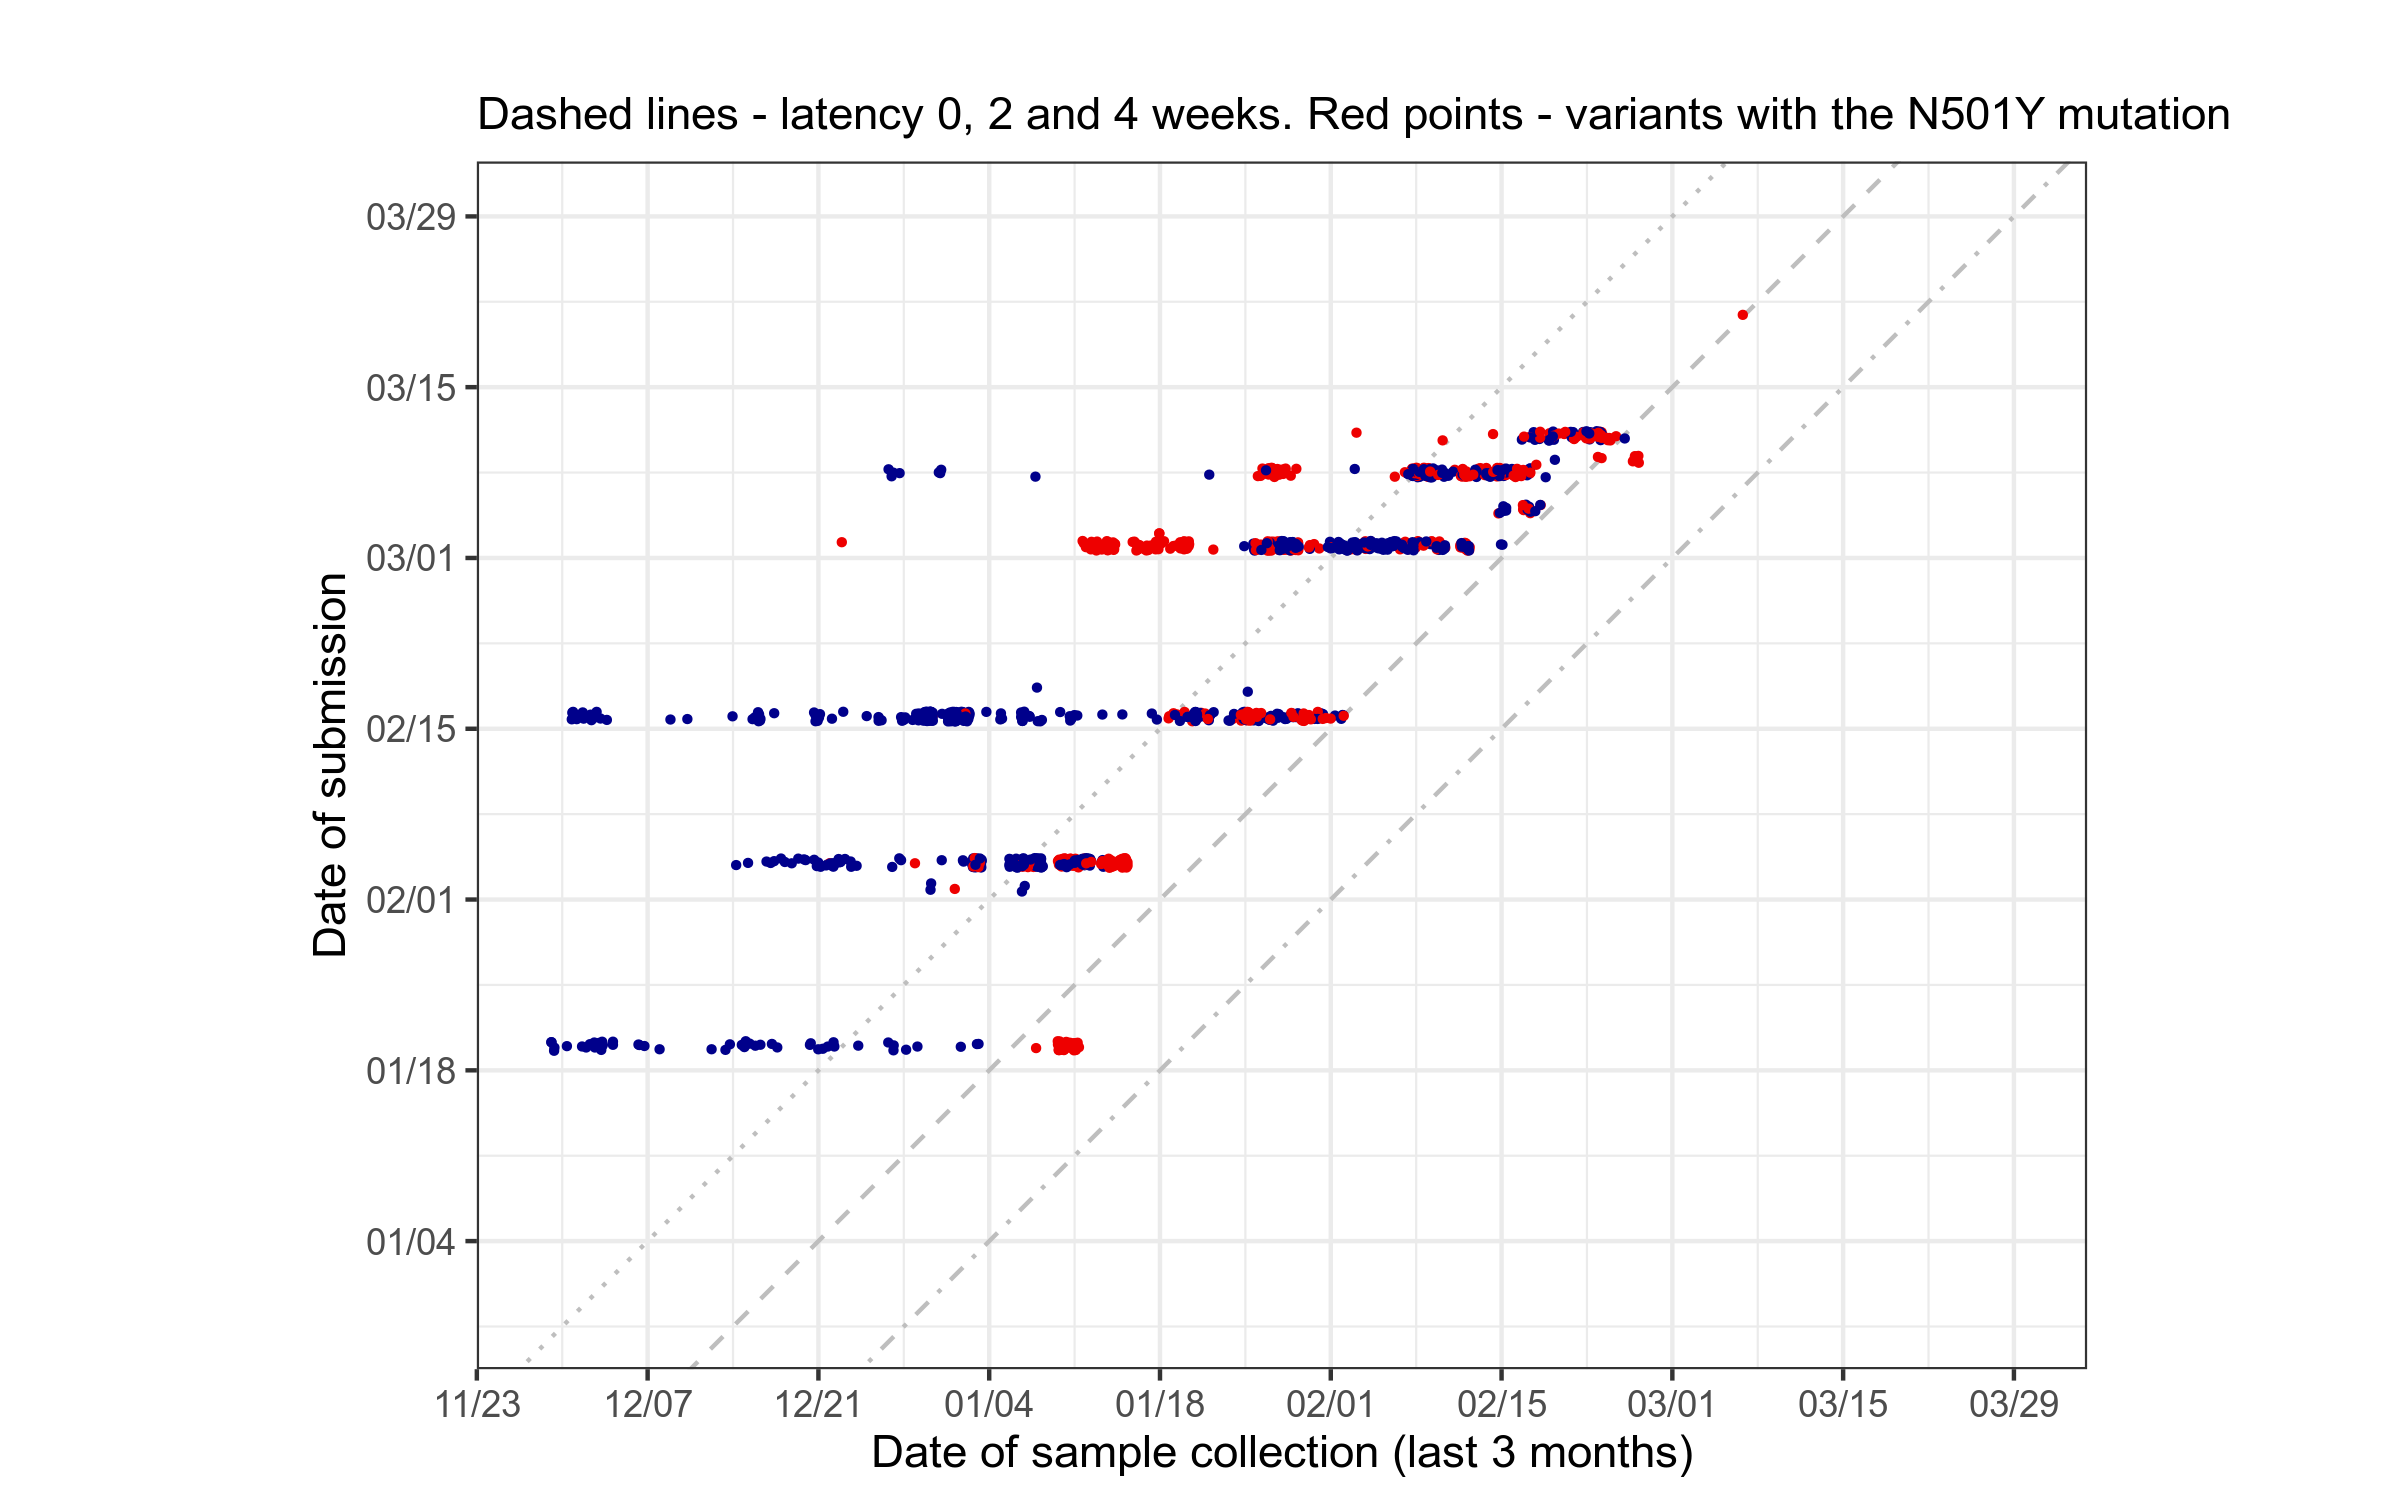 Dashed lines - latency 0, 2 and 4 weeks. Red points - variants with the N501Y mutation
Date of submission
03/29
03/15
03/01
02/15
02/01
01/18
01/04
11/23 12/07 12/21 01/04 01/18 02/01 02/15 03/01 03/15 03/29
Date of sample collection (last 3 months)